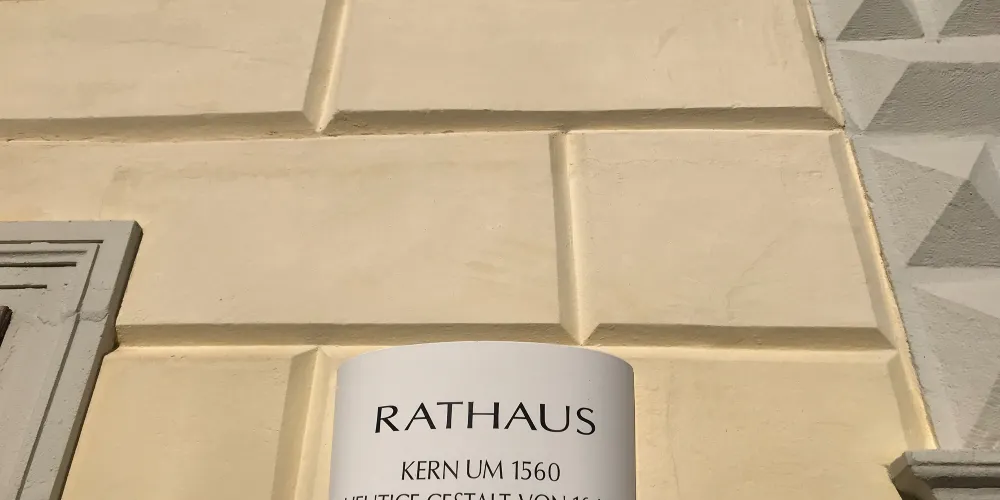 RATHAUS
KERN UM 1560
HEUTIGE GESTALT VON